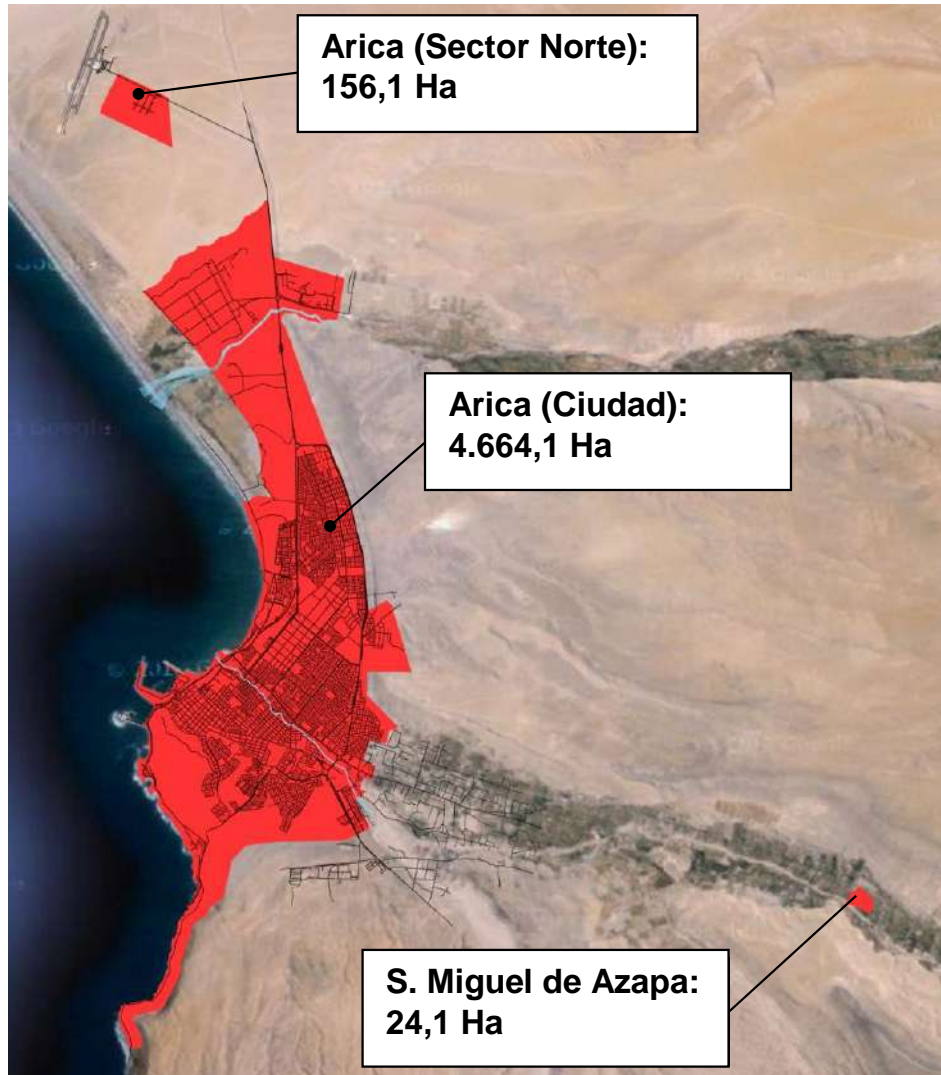 Arica (Sector Norte):
156,1 Ha
Arica (Ciudad):
4.664,1 Ha
S. Miguel de Azapa:
24,1 Ha